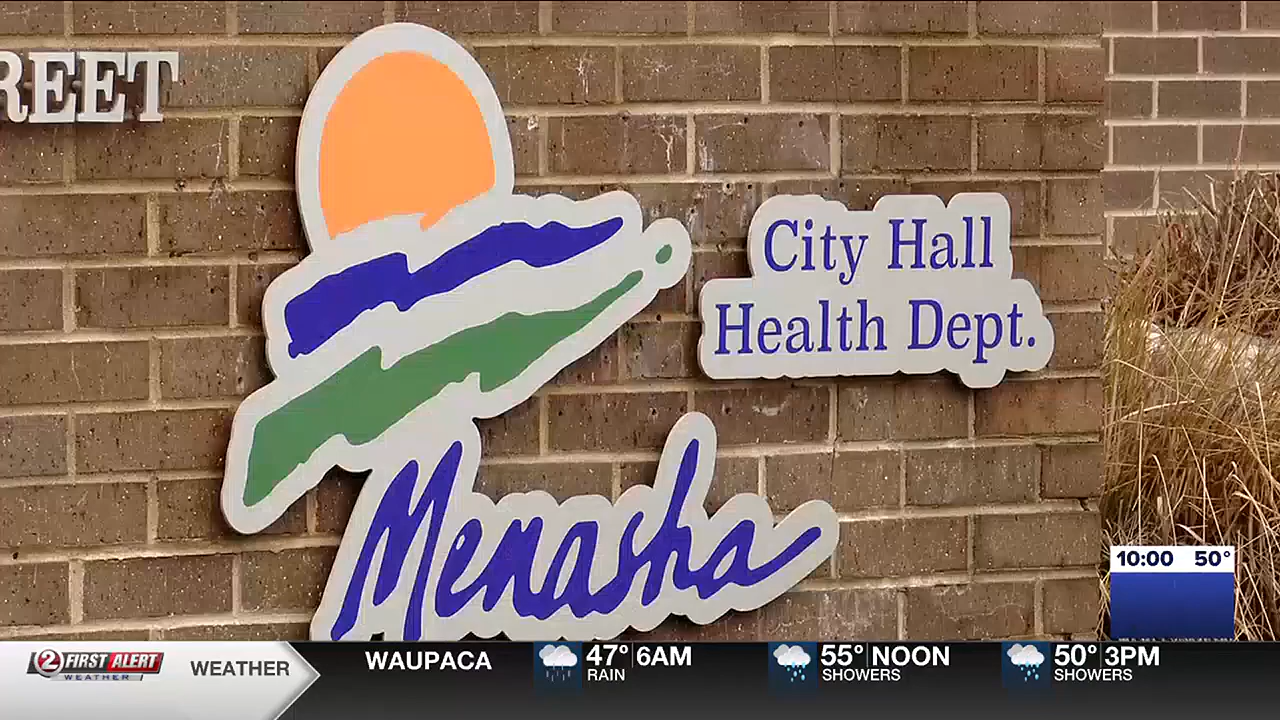 REET
City Hall
Health Dept.
Menasha
10:00 50°
2 FIRST ALERT
WEATHER
WEATHER
WAUPACA
47° 6AM
RAIN
55° NOON
SHOWERS
50° 3PM
SHOWERS